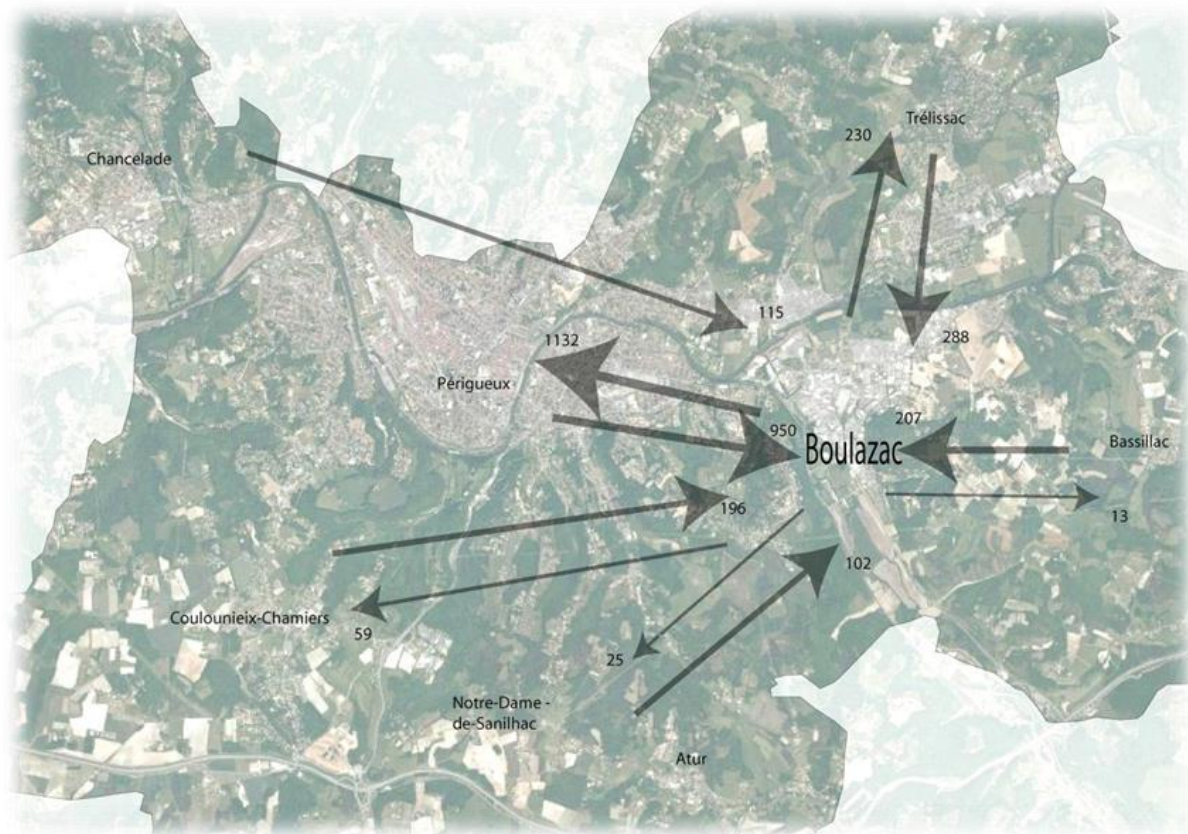 Trélissac
230
Chancelade
115
1132
288
Périgueux
207
950
Boulazac
Bassillac
196
13
102
Coulounieix-Chamiers
59
25
Notre-Dame -
de-Sanilhac
Atur